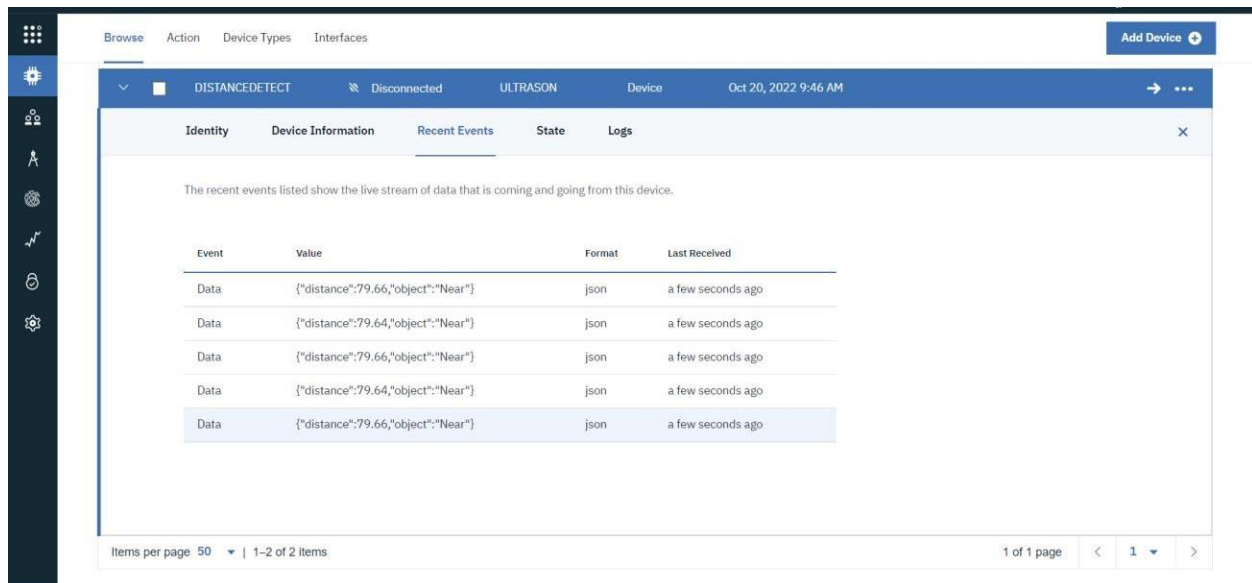 Browse Action Device Types Interfaces Add Device
DISTANCEDETECT Disconnected ULTRASON Device Oct 20, 2022 9:46 AM
Identity Device Information Recent Events State Logs
The recent events listed show the live stream of data that is coming and going from this device.
Event Value Format Last Received
Data {"distance":79.66,"object":"Near"} json a few seconds ago
Data {"distance":79.64,"object":"Near"} json a few seconds ago
Data {"distance":79.66,"object":"Near"} json a few seconds ago
Data {"distance":79.64,"object":"Near"} json a few seconds ago
Data {"distance":79.66,"object":"Near"} json a few seconds ago
Items per page 50 | 1–2 of 2 items 1 of 1 page 1